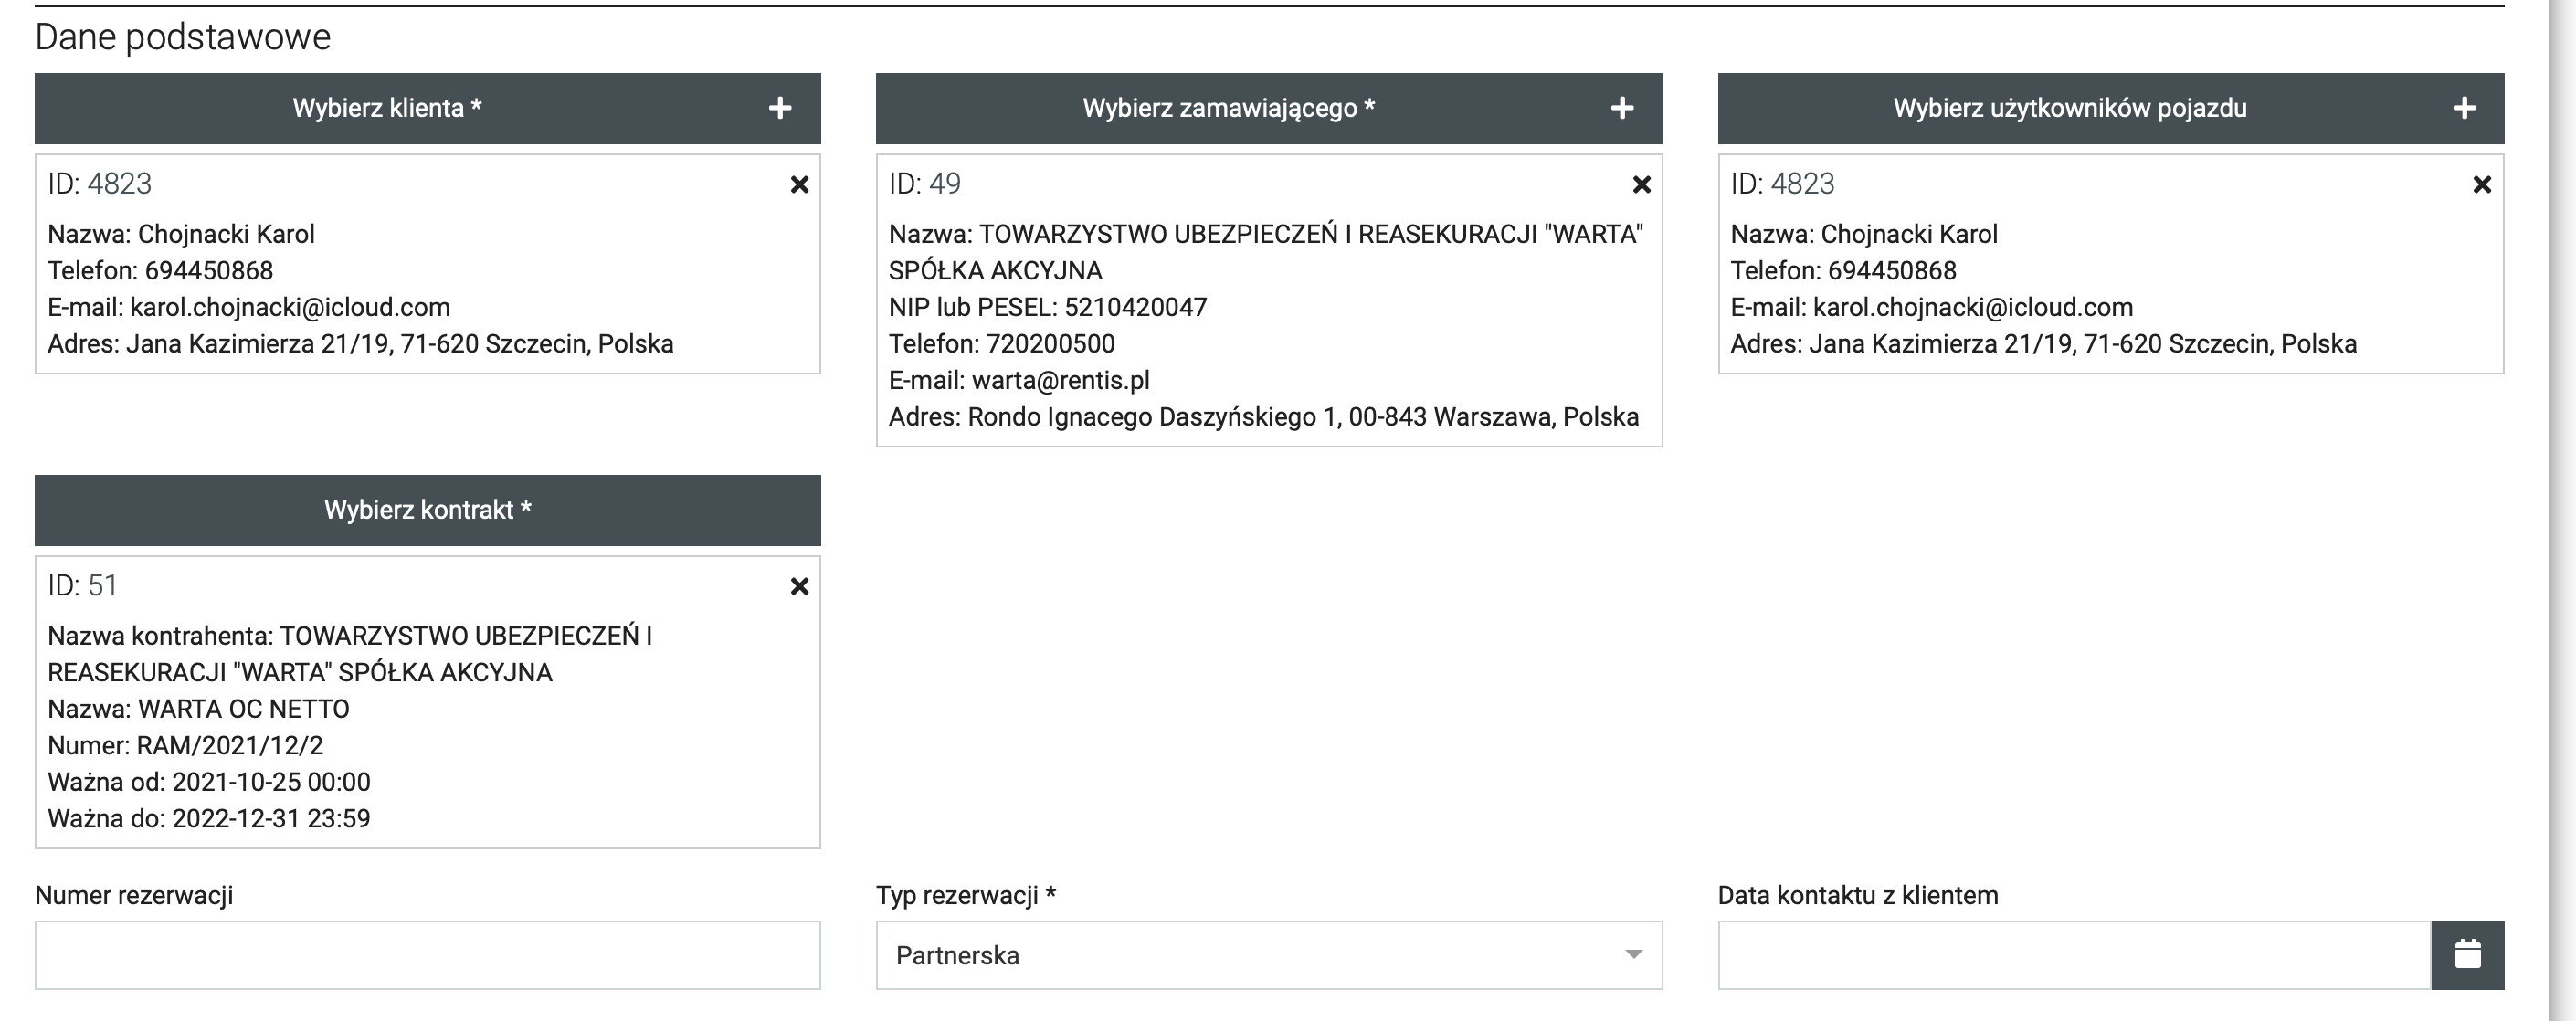 Dane podstawowe
Wybierz klienta *
ID: 4823
Nazwa: Chojnacki Karol
Telefon: 694450868
E-mail: karol.chojnacki@icloud.com
Adres: Jana Kazimierza 21/19, 71-620 Szczecin, Polska
Wybierz zamawiającego *
ID: 49
Nazwa: TOWARZYSTWO UBEZPIECZEŃ I REASEKURACJI "WARTA"
SPÓŁKA AKCYJNA
NIP lub PESEL: 5210420047
Telefon: 720200500
E-mail: warta@rentis.pl
Adres: Rondo Ignacego Daszyńskiego 1, 00-843 Warszawa, Polska
Wybierz użytkowników pojazdu
ID: 4823
Nazwa: Chojnacki Karol
Telefon: 694450868
E-mail: karol.chojnacki@icloud.com
Adres: Jana Kazimierza 21/19, 71-620 Szczecin, Polska
Wybierz kontrakt *
ID: 51
Nazwa kontrahenta: TOWARZYSTWO UBEZPIECZEŃ I
REASEKURACJI "WARTA" SPÓŁKA AKCYJNA
Nazwa: WARTA OC NETTO
Numer: RAM/2021/12/2
Ważna od: 2021-10-25 00:00
Ważna do: 2022-12-31 23:59
Numer rezerwacji
Typ rezerwacji *
Partnerska
Data kontaktu z klientem